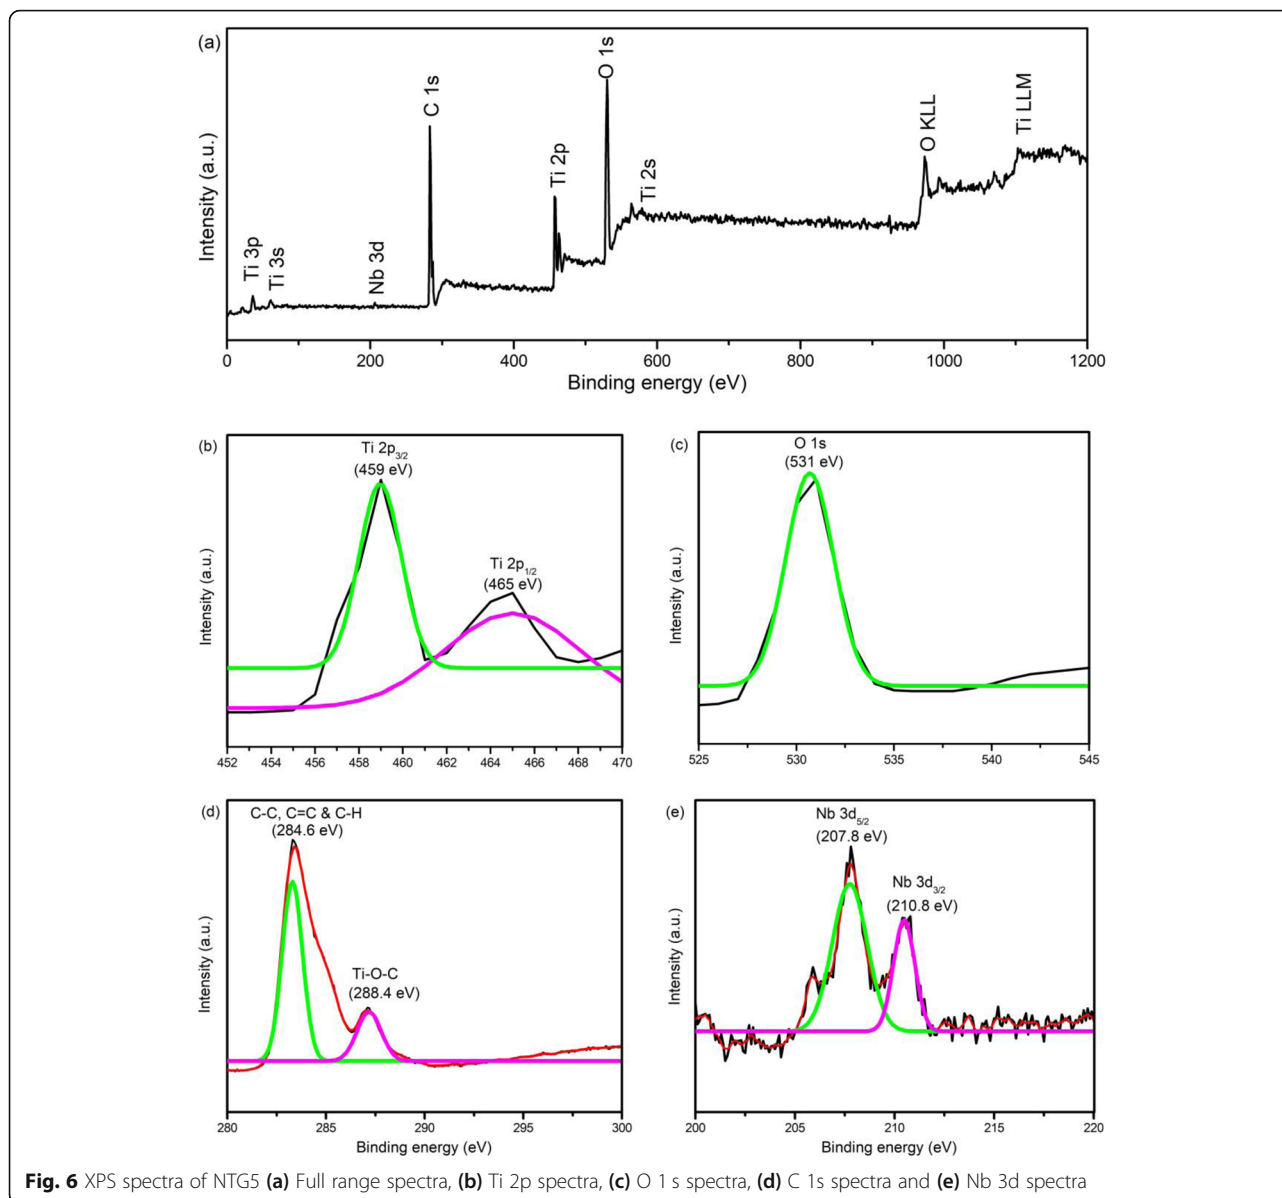 (a)
Intensity (a.u.)
Ti 3p
Ti 3s
Nb 3d
C 1s
Ti 2p
O 1s
Ti 2s
O KLL
Ti LLM
0 200 400 600 800 1000 1200
Binding energy (eV)
(b)
Ti 2p3/2
(459 eV)
Ti 2p1/2
(465 eV)
Intensity (a.u.)
452 454 456 458 460 462 464 466 468 470
(c)
O 1s
(531 eV)
Intensity (a.u.)
525 530 535 540 545
(d)
C-C, C=C & C-H
(284.6 eV)
Ti-O-C
(288.4 eV)
Intensity (a.u.)
280 285 290 295 300
Binding energy (eV)
(e)
Nb 3d5/2
(207.8 eV)
Nb 3d3/2
(210.8 eV)
Intensity (a.u.)
200 205 210 215 220
Binding energy (eV)
Fig. 6 XPS spectra of NTG5 (a) Full range spectra, (b) Ti 2p spectra, (c) O 1 s spectra, (d) C 1s spectra and (e) Nb 3d spectra